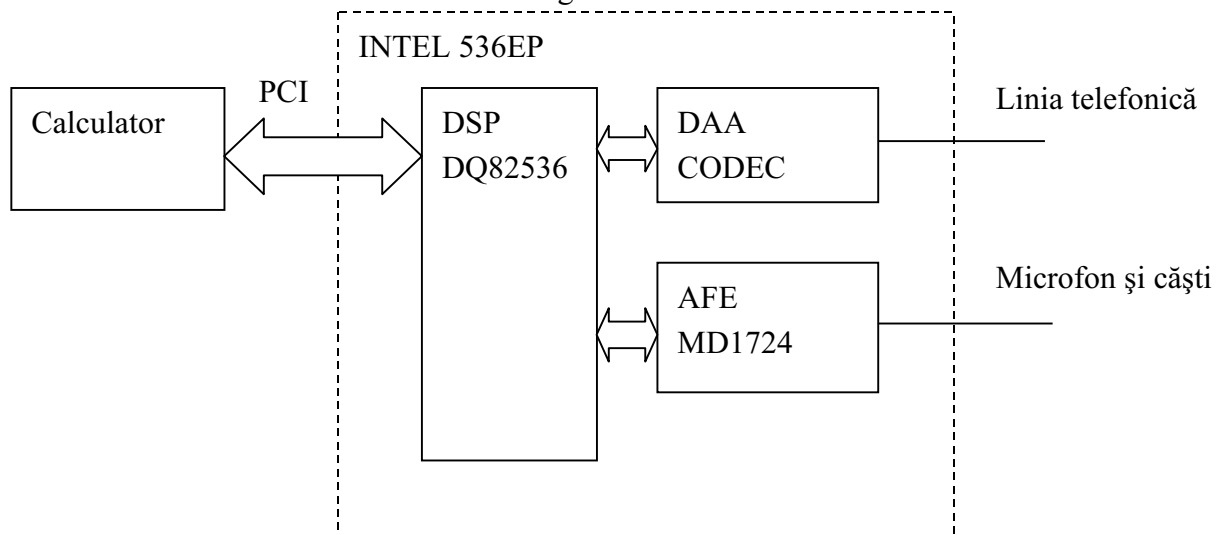 INTEL 536EP
Calculator
PCI
DSP
DQ82536
DAA
CODEC
Linia telefonică
AFE
MD1724
Microfon şi căşti